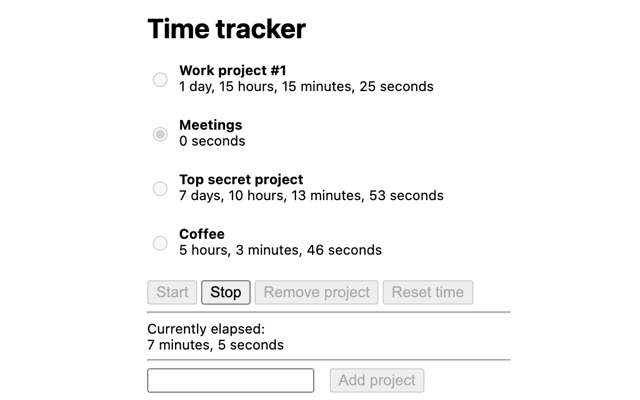 Time tracker
Work project #1
1 day, 15 hours, 15 minutes, 25 seconds
Meetings
0 seconds
Top secret project
7 days, 10 hours, 13 minutes, 53 seconds
Coffee
5 hours, 3 minutes, 46 seconds
Start Stop Remove project Reset time
Currently elapsed:
7 minutes, 5 seconds
Add project